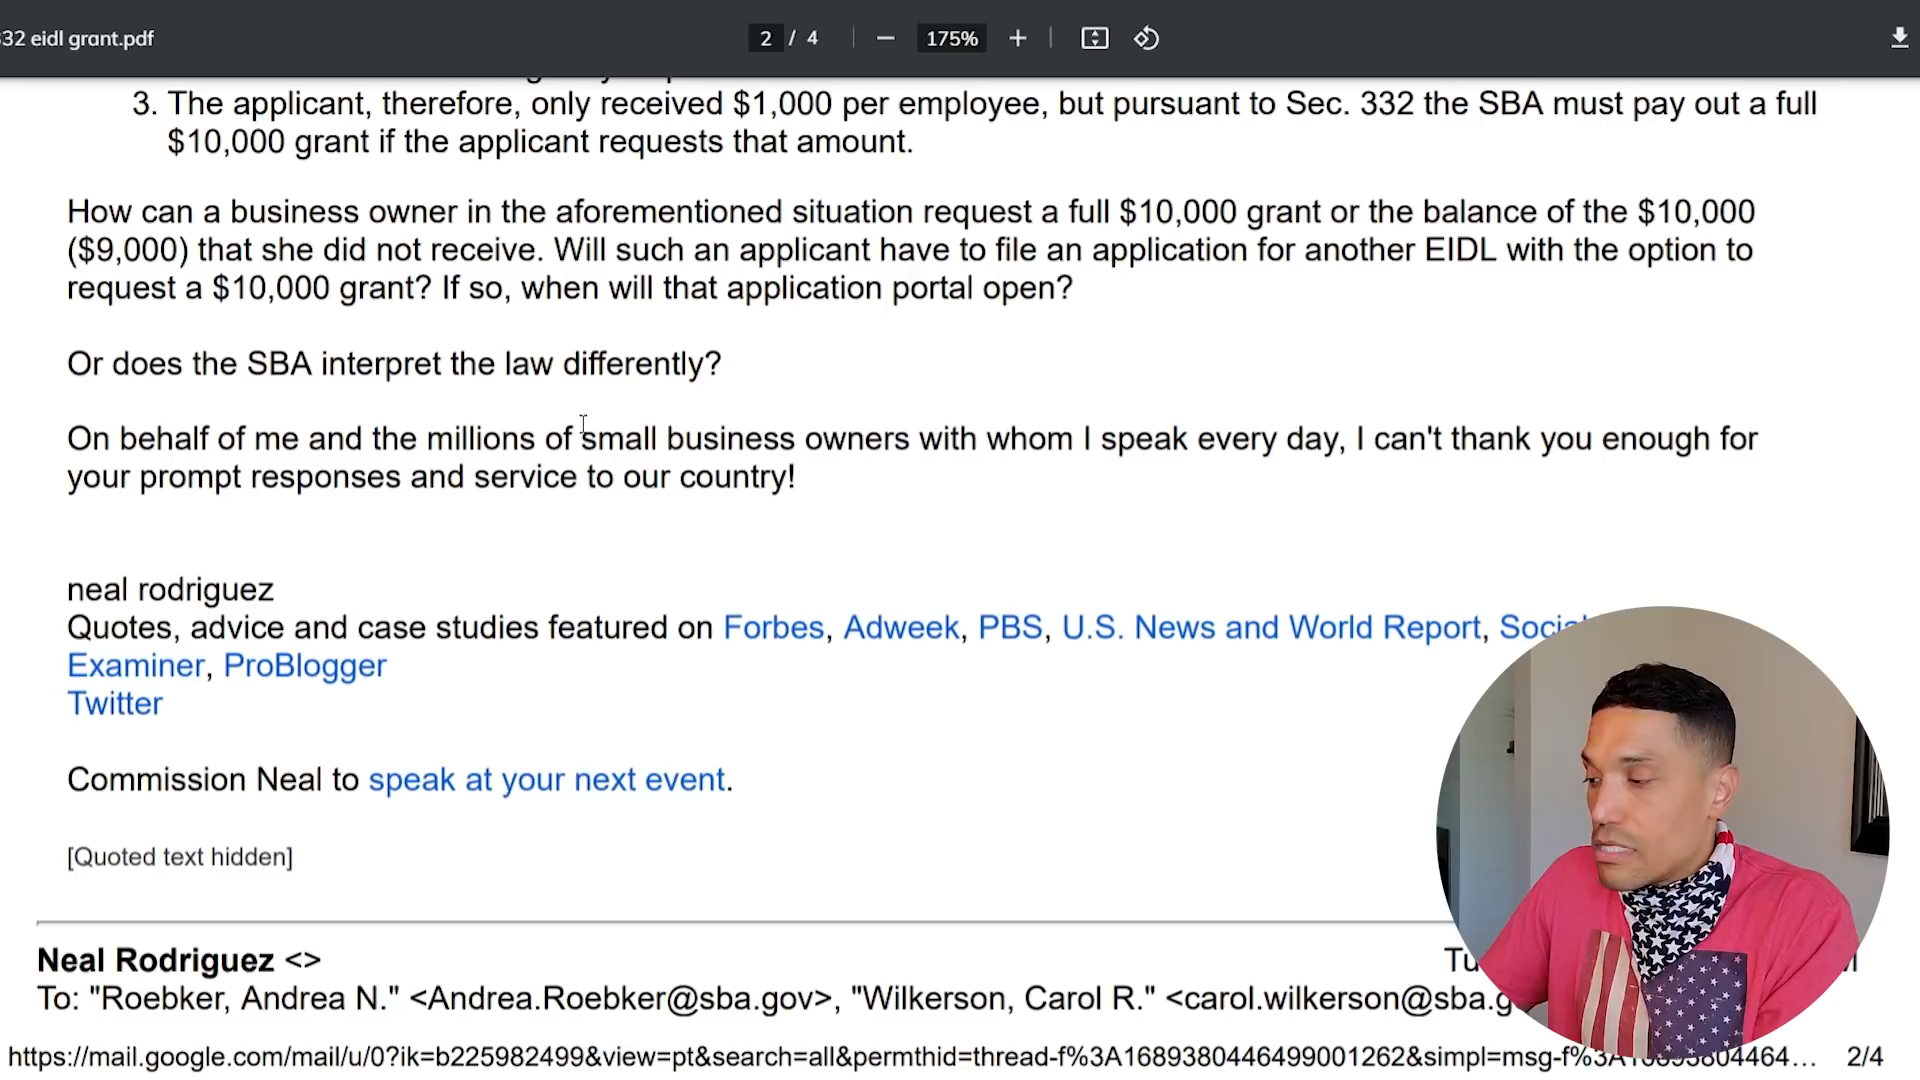 32 eidl grant.pdf
2 / 4
175%
3. The applicant, therefore, only received $1,000 per employee, but pursuant to Sec. 332 the SBA must pay out a full
$10,000 grant if the applicant requests that amount.
How can a business owner in the aforementioned situation request a full $10,000 grant or the balance of the $10,000
($9,000) that she did not receive. Will such an applicant have to file an application for another EIDL with the option to
request a $10,000 grant? If so, when will that application portal open?
Or does the SBA interpret the law differently?
On behalf of me and the millions of small business owners with whom I speak every day, I can't thank you enough for
your prompt responses and service to our country!
neal rodriguez
Quotes, advice and case studies featured on Forbes, Adweek, PBS, U.S. News and World Report, Social
Examiner, ProBlogger
Twitter
Commission Neal to speak at your next event.
[Quoted text hidden]
Neal Rodriguez <>
To: "Roebker, Andrea N." <Andrea.Roebker@sba.gov>, "Wilkerson, Carol R." <carol.wilkerson@sba.g
https://mail.google.com/mail/u/0?ik=b225982499&view=pt&search=all&permthid=thread-f%3A1689380446499001262&simpl=msg-f%3A16893804464… 2/4